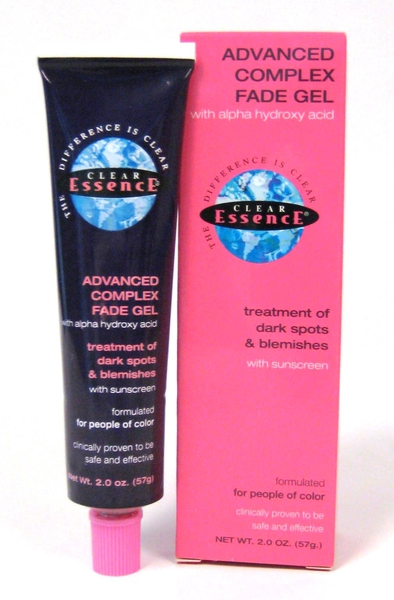 THE DIFFERENCE IS CLEAR
CLEAR
EssencE®
ADVANCED
COMPLEX
FADE GEL
with alpha hydroxy acid
treatment of
dark spots
& blemishes
with sunscreen
formulated
for people of color
clinically proven to be
safe and effective
Net Wt. 2.0 oz. (57g)
ADVANCED
COMPLEX
FADE GEL
with alpha hydroxy acid
THE DIFFERENCE IS CLEAR
CLEAR
EssencE®
treatment of
dark spots
& blemishes
with sunscreen
formulated
for people of color
clinically proven to be
safe and effective
NET WT. 2.0 OZ. (57g.)